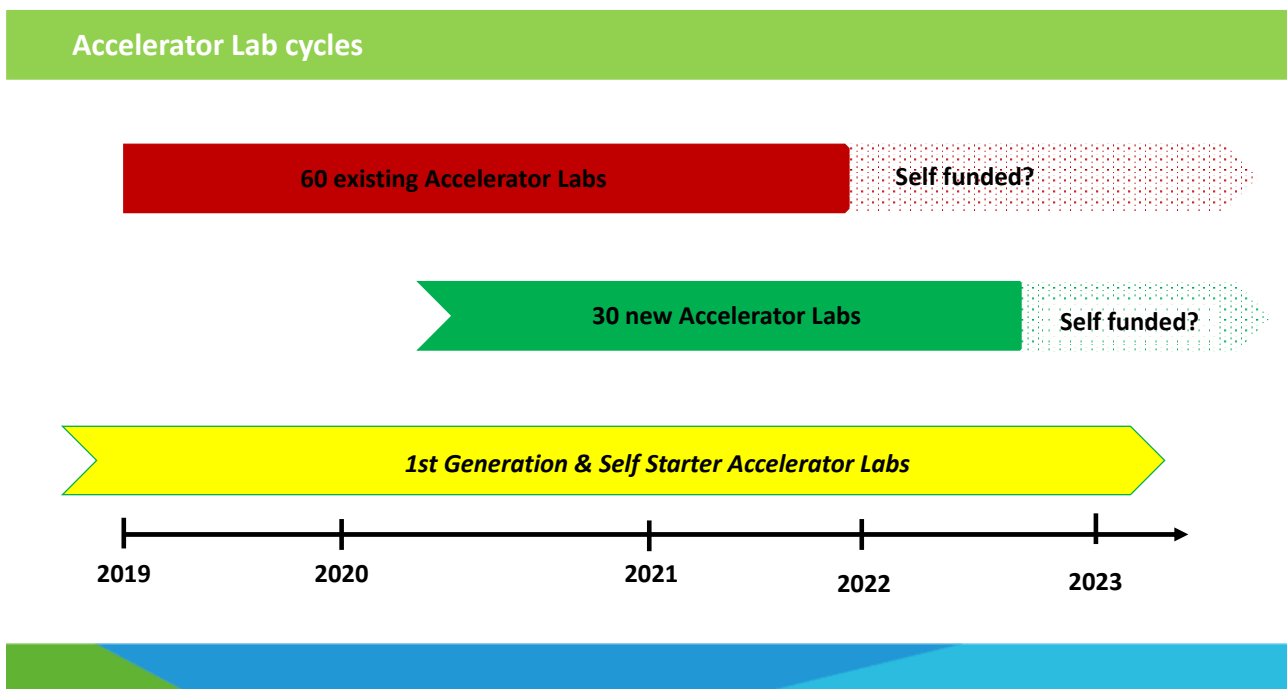 Accelerator Lab cycles
60 existing Accelerator Labs
Self funded?
30 new Accelerator Labs
Self funded?
1st Generation & Self Starter Accelerator Labs
2019
2020
2021
2022
2023